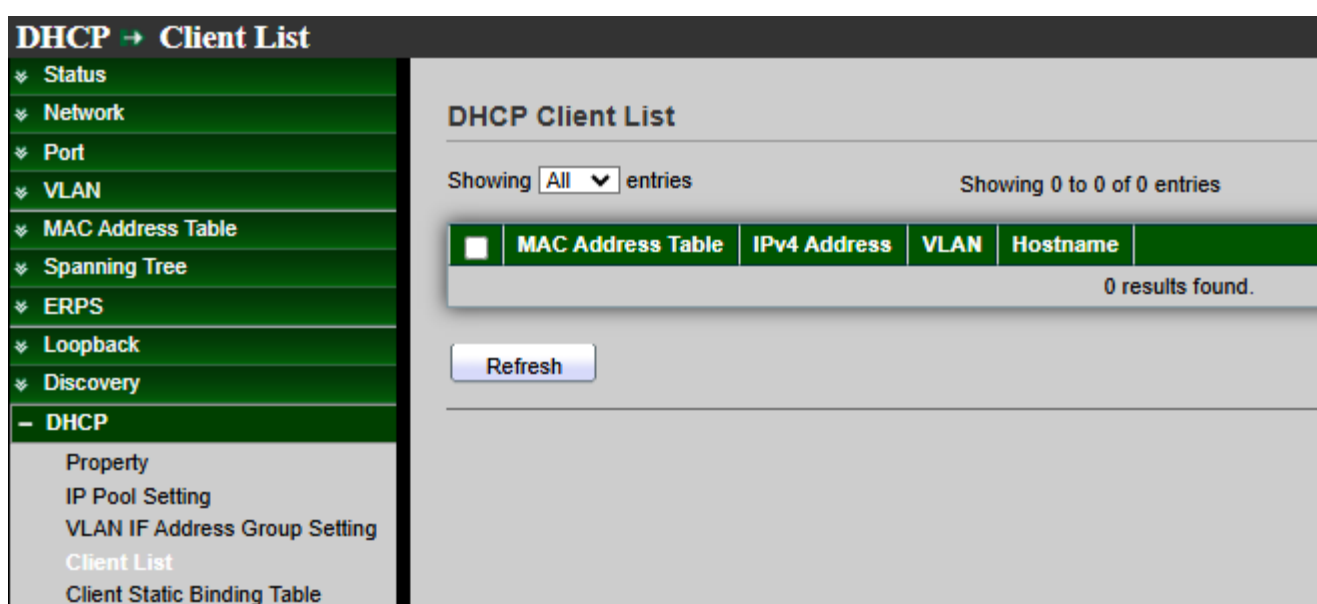 DHCP → Client List
Status
Network
Port
VLAN
MAC Address Table
Spanning Tree
ERPS
Loopback
Discovery
DHCP
Property
IP Pool Setting
VLAN IF Address Group Setting
Client List
Client Static Binding Table
DHCP Client List
Showing All entries
Showing 0 to 0 of 0 entries
MAC Address Table IPv4 Address VLAN Hostname
0 results found.
Refresh